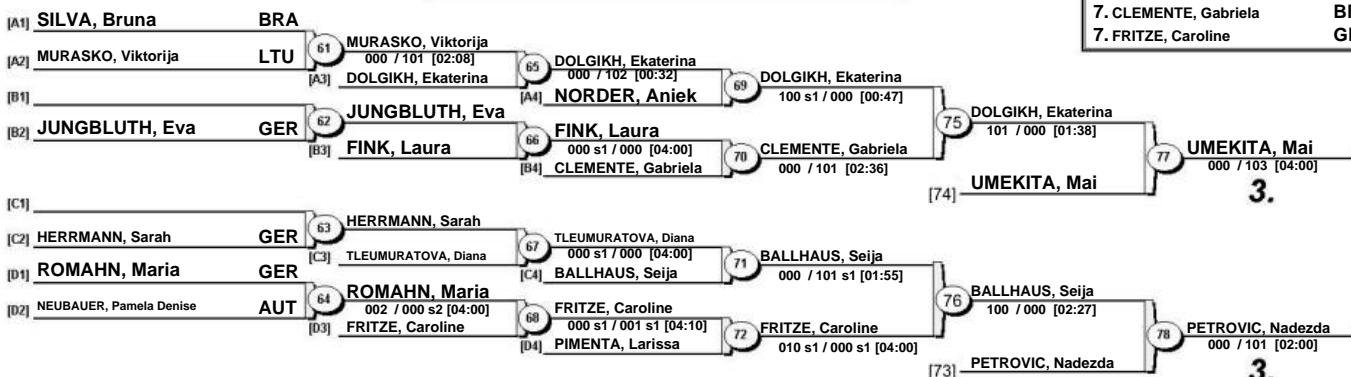 7. CLEMENTE, Gabriela
7. FRITZE, Caroline
[A1] SILVA, Bruna BRA
[A2] MURASKO, Viktorija LTU
61 MURASKO, Viktorija
000 / 101 [02:08]
[A3] DOLGIKH, Ekaterina
65 DOLGIKH, Ekaterina
000 / 102 [00:32]
[A4] NORDER, Aniek
69 DOLGIKH, Ekaterina
100 s1 / 000 [00:47]
[B1]
[B2] JUNGBLUTH, Eva GER
62 JUNGBLUTH, Eva
[B3] FINK, Laura
66 FINK, Laura
000 s1 / 000 [04:00]
[B4] CLEMENTE, Gabriela
70 CLEMENTE, Gabriela
000 / 101 [02:36]
75 DOLGIKH, Ekaterina
101 / 000 [01:38]
[74] UMEKITA, Mai
77 UMEKITA, Mai
000 / 103 [04:00]
3.
[C1]
[C2] HERRMANN, Sarah GER
63 HERRMANN, Sarah
[C3] TLEUMURATOVA, Diana
67 TLEUMURATOVA, Diana
000 s1 / 000 [04:00]
[C4] BALLHAUS, Seija
71 BALLHAUS, Seija
000 / 101 s1 [01:55]
[D1] ROMAHN, Maria GER
[D2] NEUBAUER, Pamela Denise AUT
64 ROMAHN, Maria
002 / 000 s2 [04:00]
[D3] FRITZE, Caroline
68 FRITZE, Caroline
000 s1 / 001 s1 [04:10]
[D4] PIMENTA, Larissa
72 FRITZE, Caroline
010 s1 / 000 s1 [04:00]
76 BALLHAUS, Seija
100 / 000 [02:27]
[73] PETROVIC, Nadezda
78 PETROVIC, Nadezda
000 / 101 [02:00]
3.